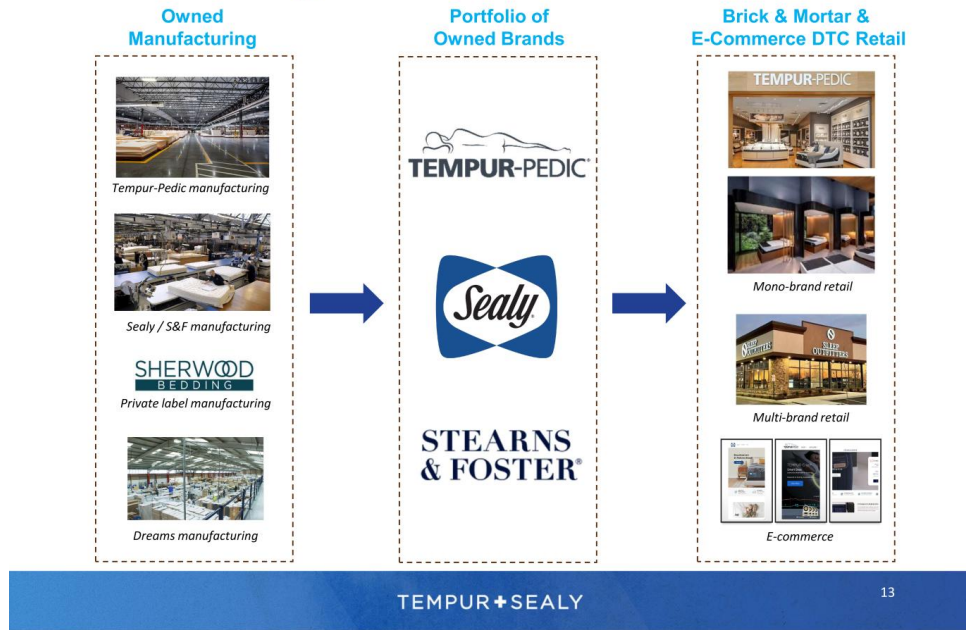 Owned
Manufacturing
Tempur-Pedic manufacturing
Sealy / S&F manufacturing
SHERWOOD
BEDDING
Private label manufacturing
Dreams manufacturing
Portfolio of
Owned Brands
TEMPUR-PEDIC®
Sealy
STEARNS
& FOSTER®
Brick & Mortar &
E-Commerce DTC Retail
TEMPUR-PEDIC
Mono-brand retail
SLEEP
OUTFITTERS
Multi-brand retail
E-commerce
TEMPUR+SEALY
13